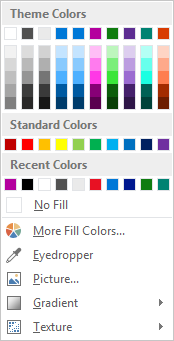 Theme Colors
Standard Colors
Recent Colors
No Fill
More Fill Colors...
Eyedropper
Picture...
Gradient
Texture